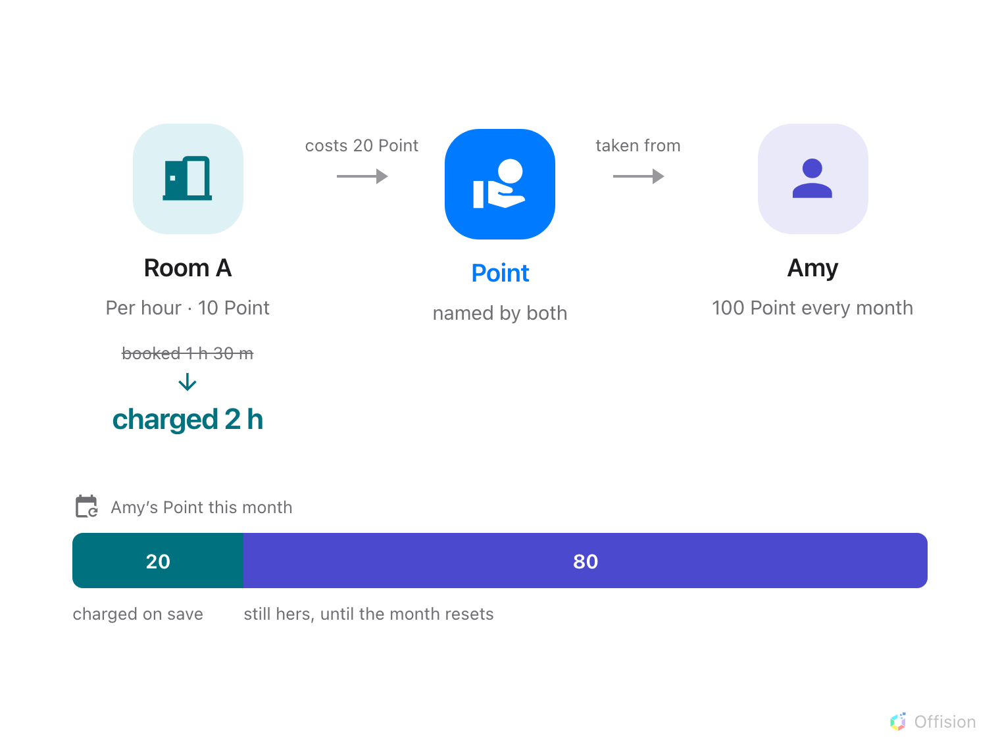 costs 20 Point
taken from
Room A
Point
Amy
Per hour · 10 Point
named by both
100 Point every month
booked 1 h 30 m
charged 2 h
Amy’s Point this month
20
80
charged on save
still hers, until the month resets
Offision